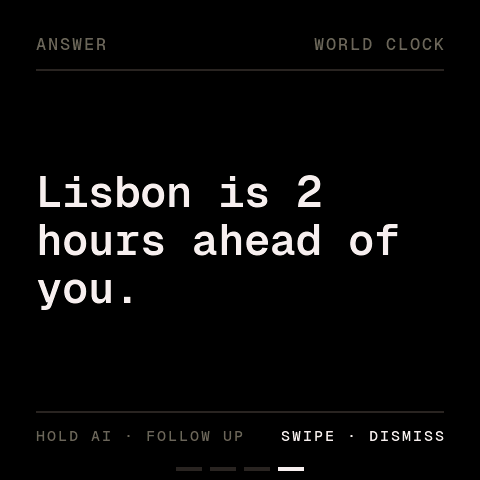 ANSWER WORLD CLOCK
Lisbon is 2
hours ahead of
you.
HOLD AI · FOLLOW UP SWIPE · DISMISS